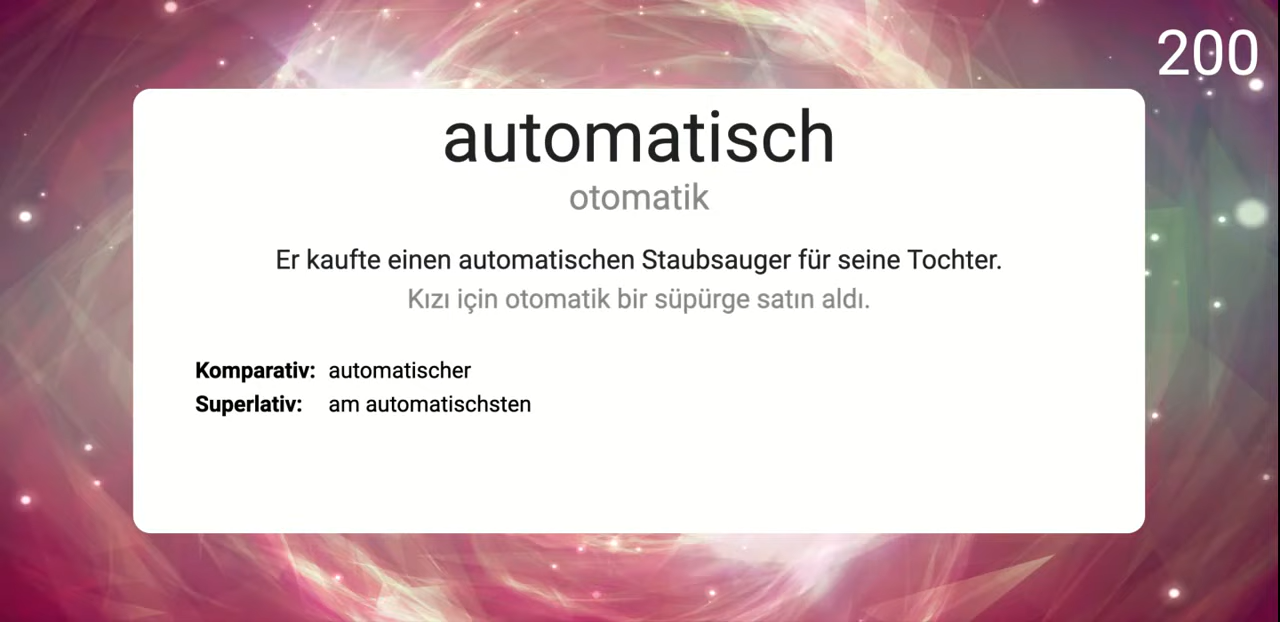 200
automatisch
otomatik
Er kaufte einen automatischen Staubsauger für seine Tochter.
Kızı için otomatik bir süpürge satın aldı.
Komparativ: automatischer
Superlativ: am automatischsten